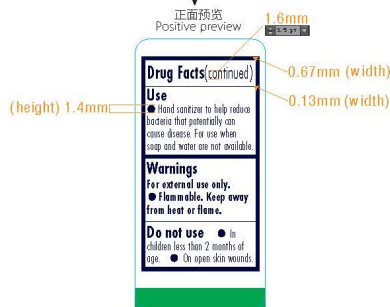 正面预览
Positive preview
1.6mm
3.5 pt
Drug Facts(continued)
0.67mm (width)
0.13mm (width)
Use
(height) 1.4mm
● Hand sanitizer to help reduce
bacteria that potentially can
cause disease. For use when
soap and water are not available.
Warnings
For external use only.
● Flammable. Keep away
from heat or flame.
Do not use ● In
children less than 2 months of
age. ● On open skin wounds.